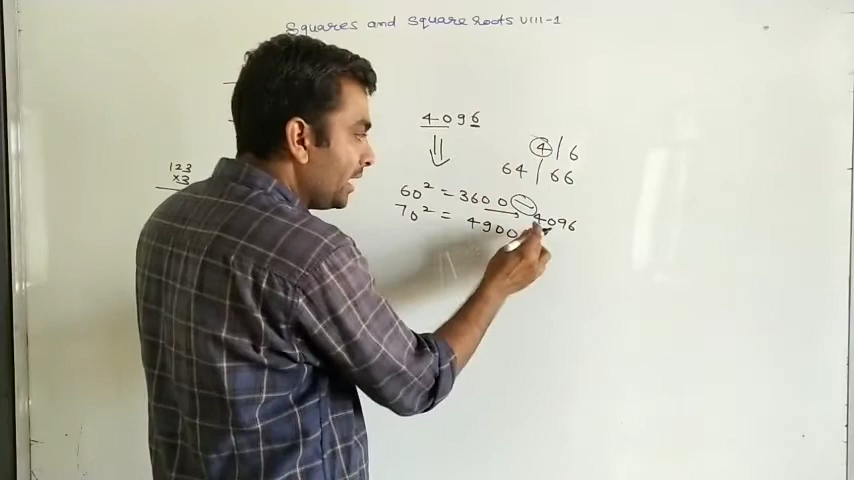 Squares and square roots VIII-1
4096
4/6
64/66
123
×3
60² = 3600
70² = 4900
4096